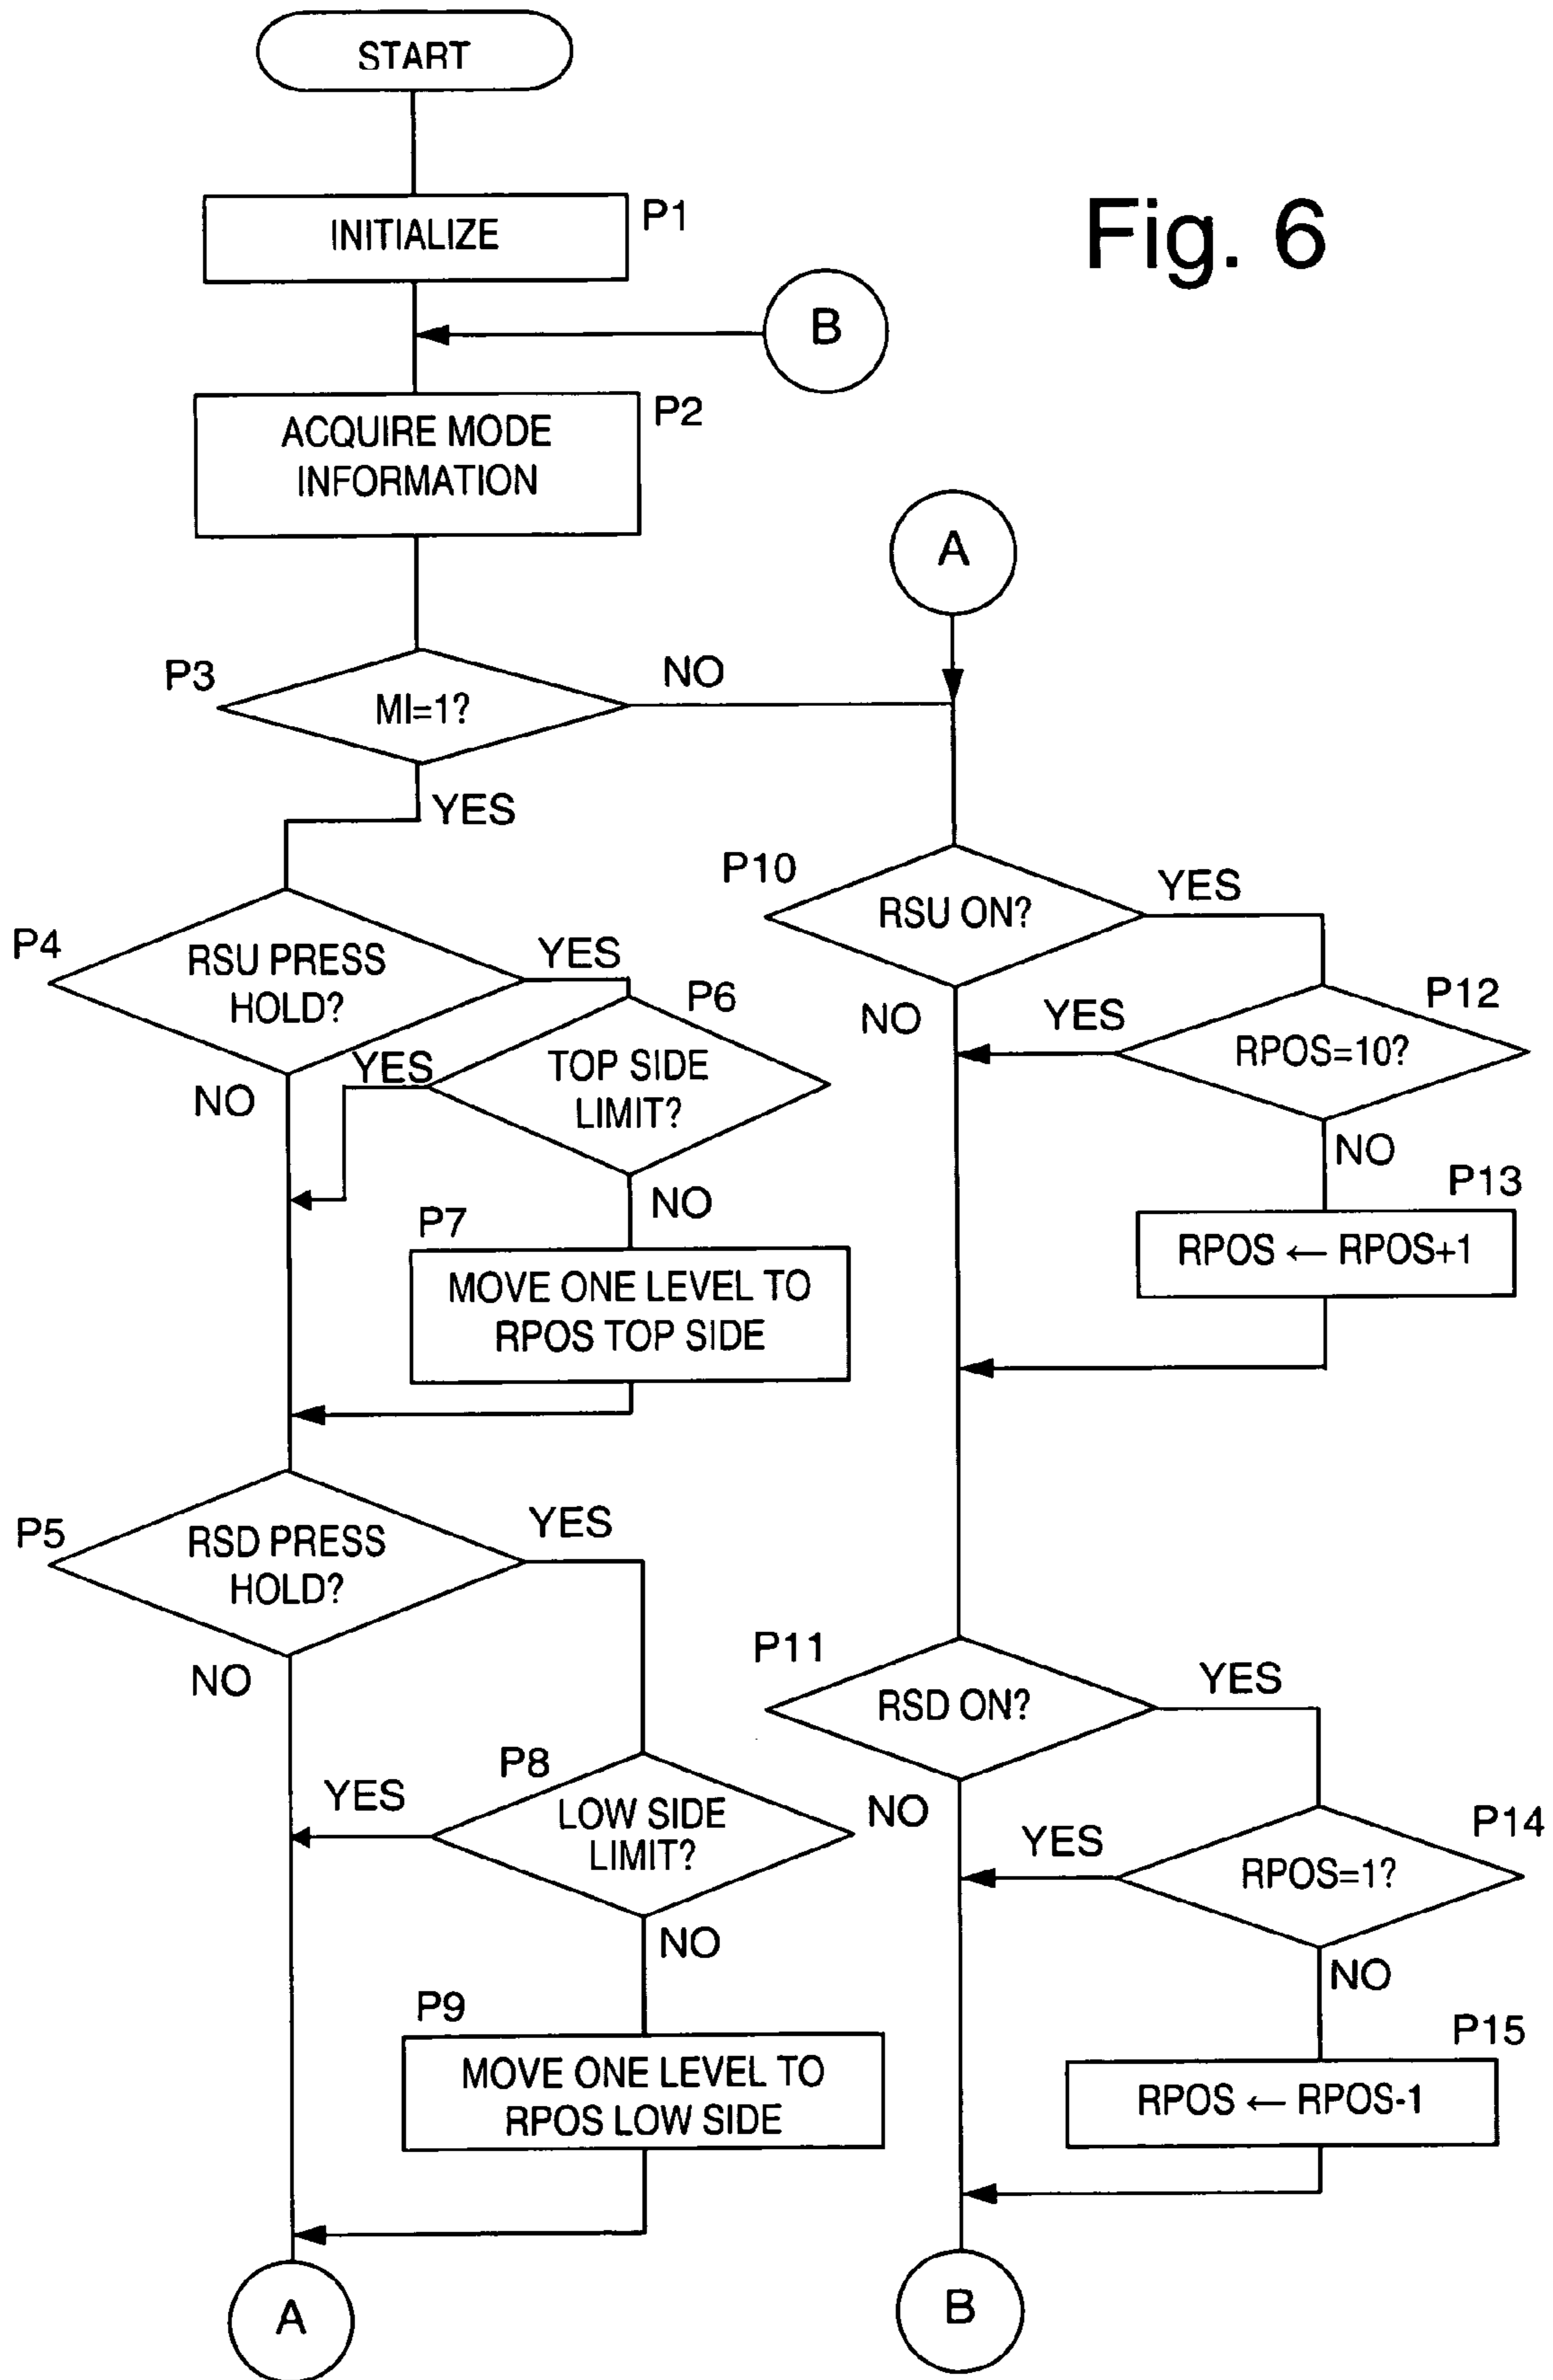 START
INITIALIZE
P1
Fig. 6
B
ACQUIRE MODE
INFORMATION
P2
A
P3
MI=1?
NO
YES
P4
RSU PRESS
HOLD?
YES
NO
P6
TOP SIDE
LIMIT?
YES
NO
P7
MOVE ONE LEVEL TO
RPOS TOP SIDE
P5
RSD PRESS
HOLD?
YES
NO
P8
LOW SIDE
LIMIT?
YES
NO
P9
MOVE ONE LEVEL TO
RPOS LOW SIDE
A
P10
RSU ON?
YES
NO
P12
RPOS=10?
YES
NO
P13
RPOS ← RPOS+1
P11
RSD ON?
YES
NO
P14
RPOS=1?
YES
NO
P15
RPOS ← RPOS-1
B